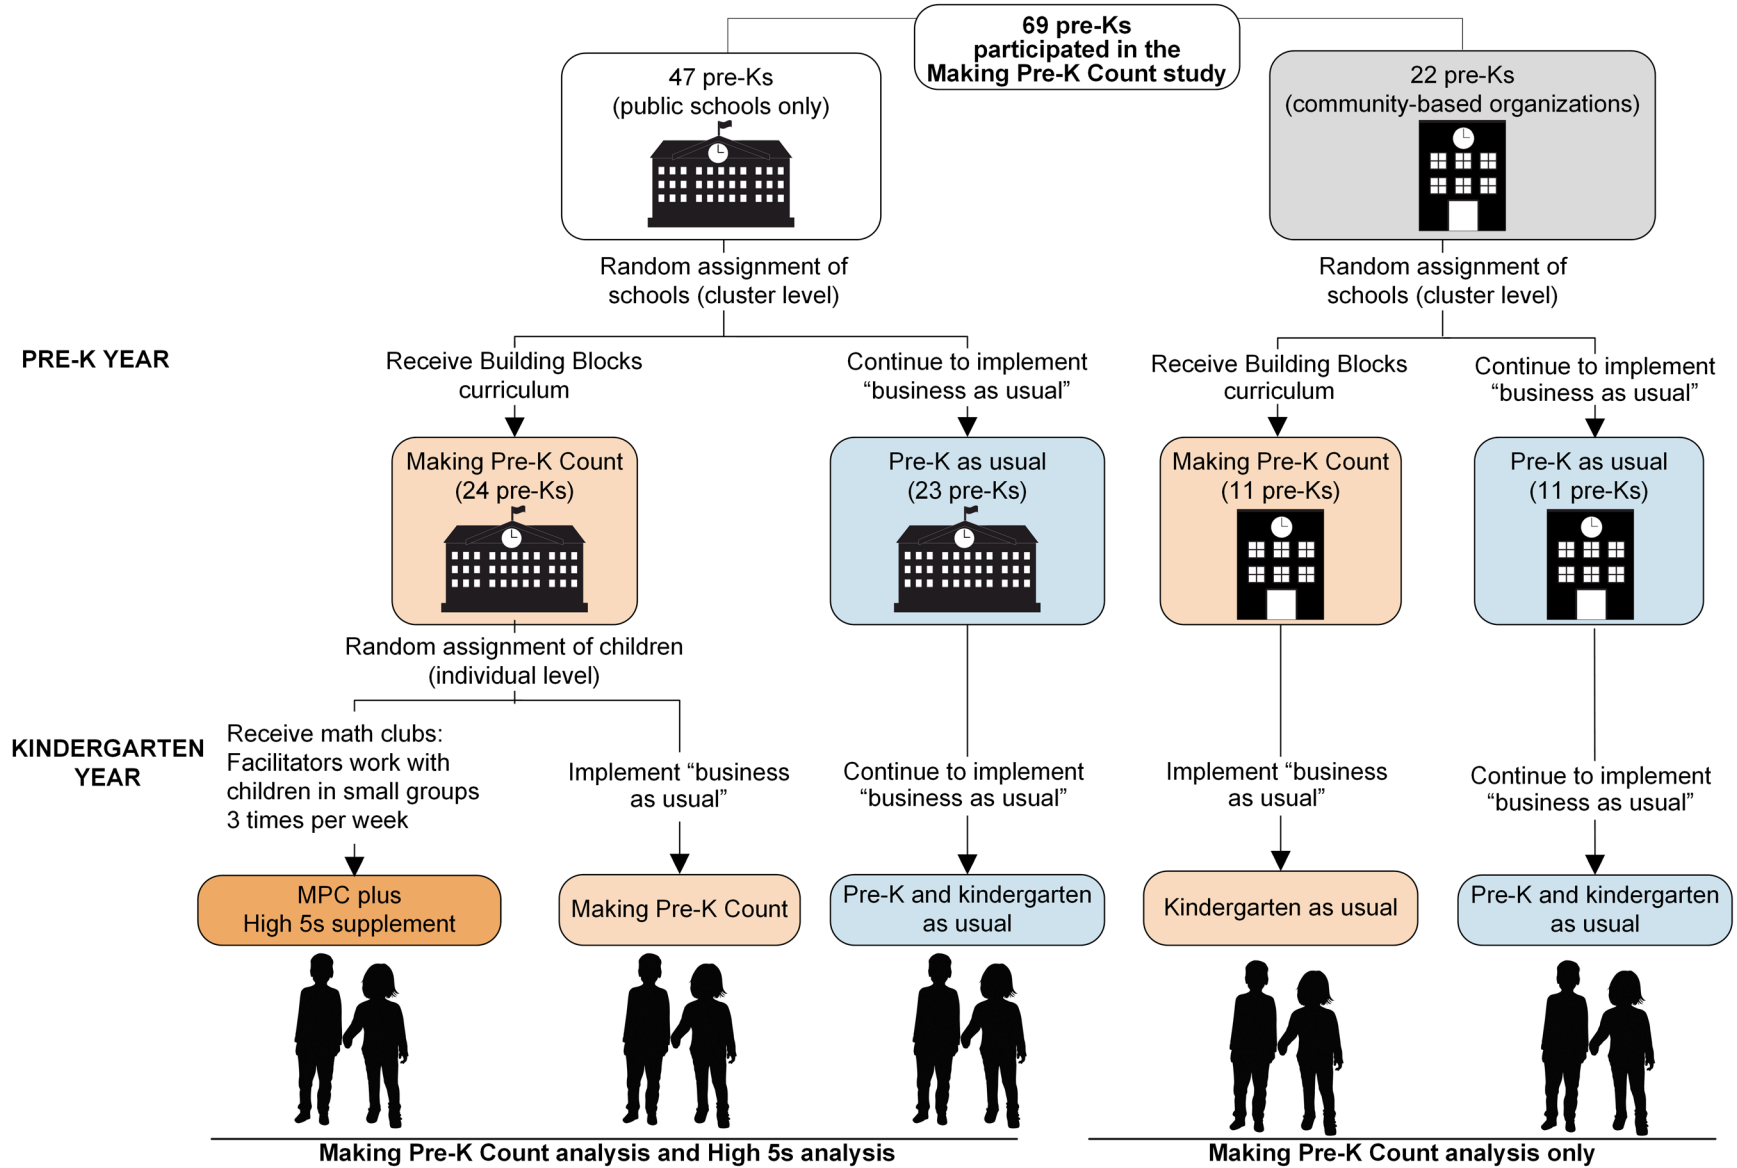 69 pre-Ks
participated in the
Making Pre-K Count study
47 pre-Ks
(public schools only)
22 pre-Ks
(community-based organizations)
Random assignment of
schools (cluster level)
Random assignment of
schools (cluster level)
PRE-K YEAR
Receive Building Blocks
curriculum
Continue to implement
“business as usual”
Receive Building Blocks
curriculum
Continue to implement
“business as usual”
Making Pre-K Count
(24 pre-Ks)
Pre-K as usual
(23 pre-Ks)
Making Pre-K Count
(11 pre-Ks)
Pre-K as usual
(11 pre-Ks)
Random assignment of children
(individual level)
KINDERGARTEN
YEAR
Receive math clubs:
Facilitators work with
children in small groups
3 times per week
Implement “business
as usual”
Continue to implement
“business as usual”
Implement “business
as usual”
Continue to implement
“business as usual”
MPC plus
High 5s supplement
Making Pre-K Count
Pre-K and kindergarten
as usual
Kindergarten as usual
Pre-K and kindergarten
as usual
Making Pre-K Count analysis and High 5s analysis
Making Pre-K Count analysis only